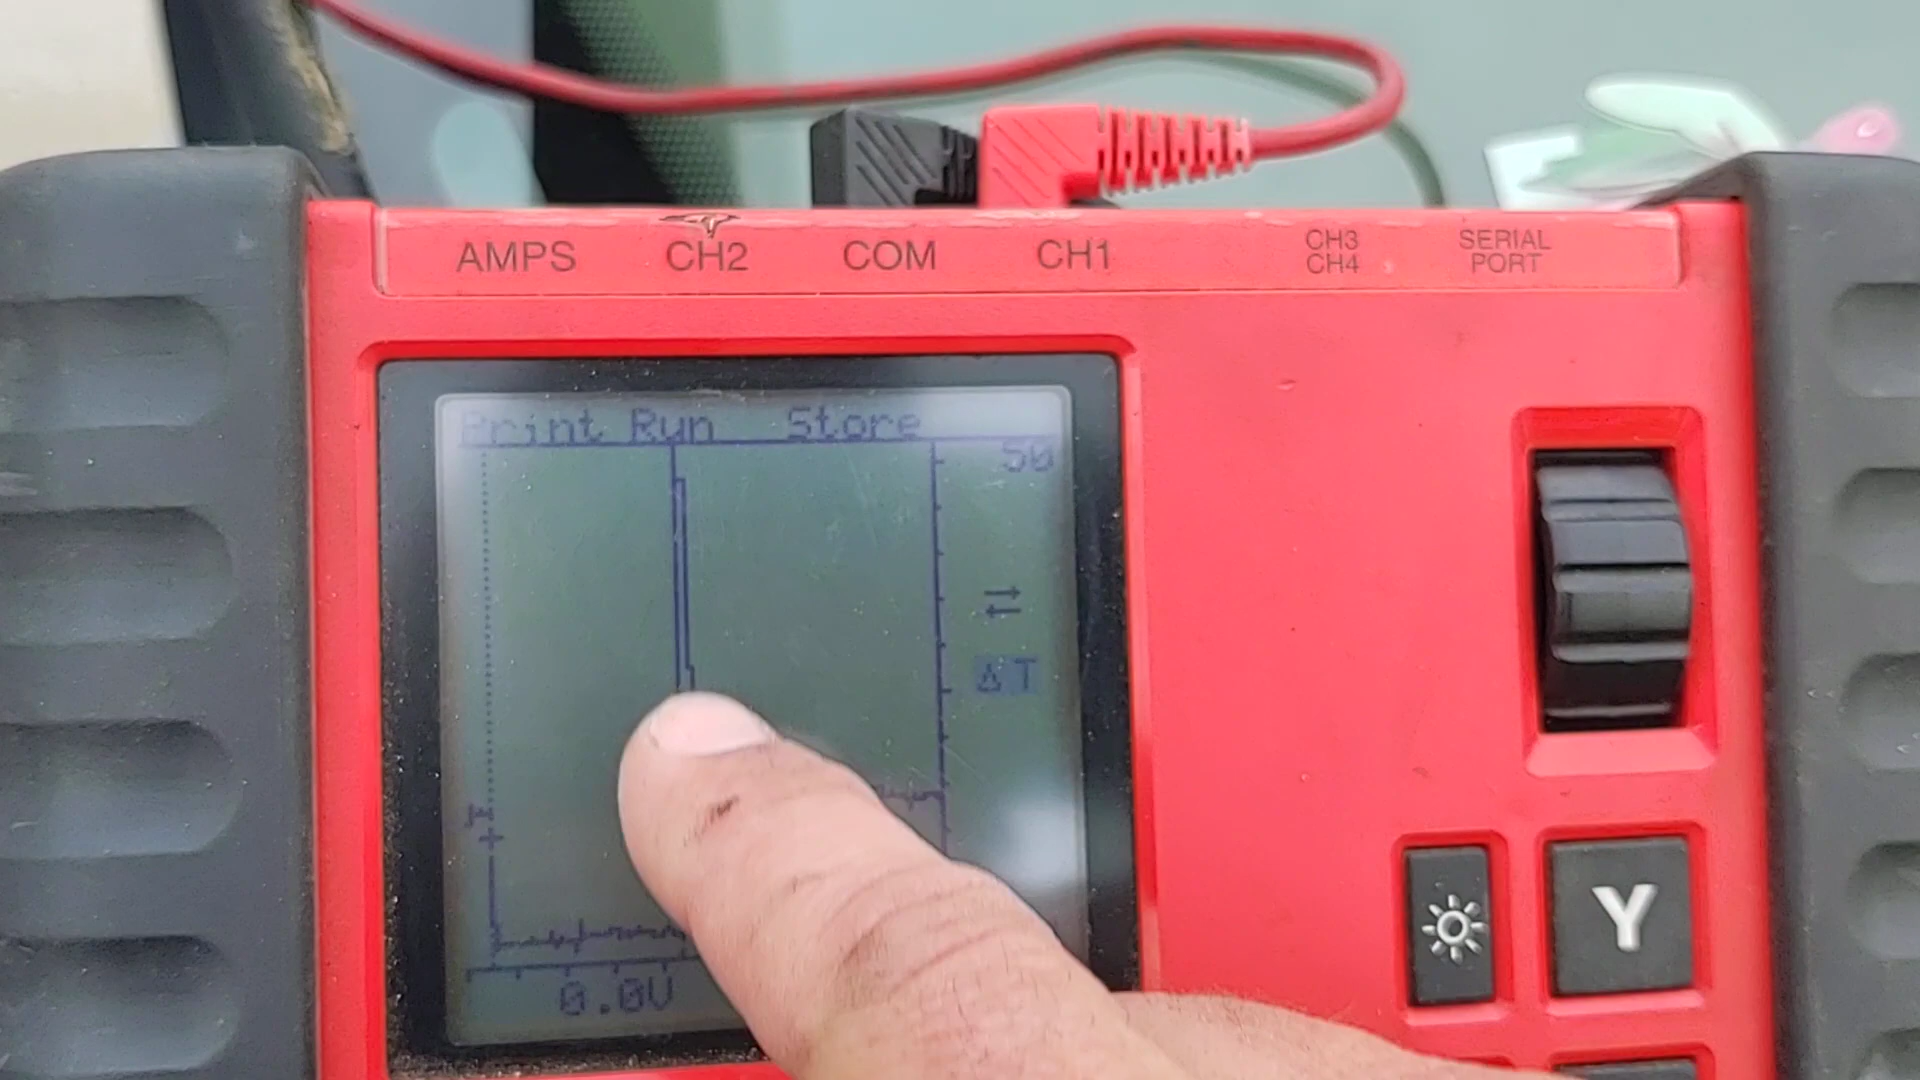 AMPS CH2 COM CH1 CH3 SERIAL
CH4 PORT
Print Run Store
50
ΔT
0.0V
Y